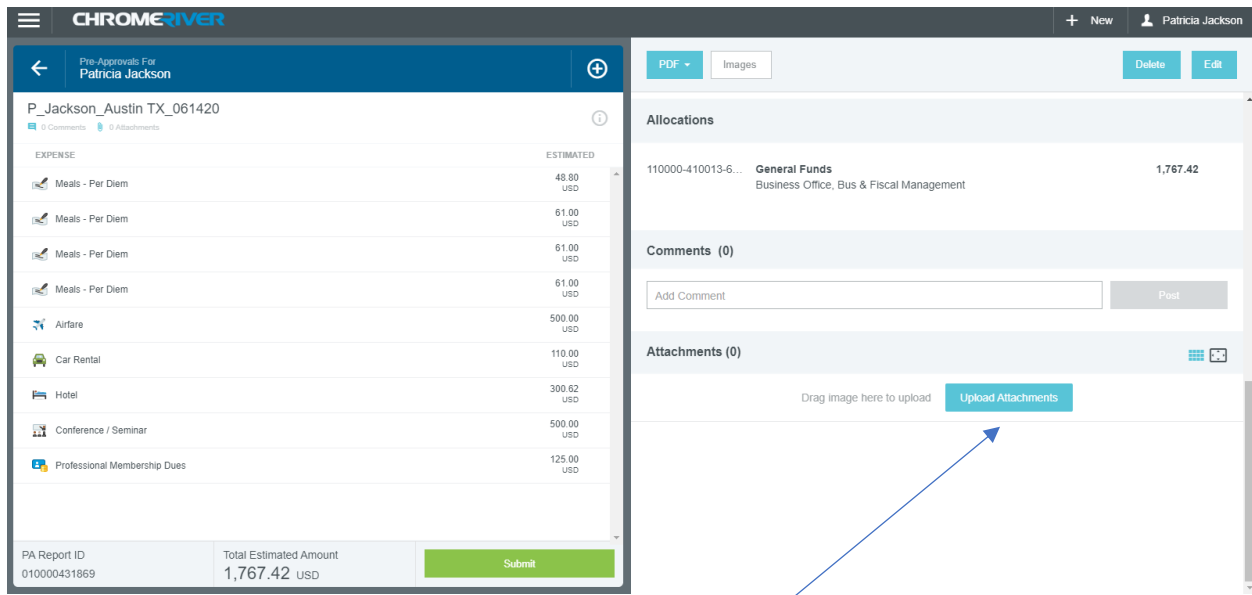 CHROMERIVER
+ New
Patricia Jackson
Pre-Approvals For
Patricia Jackson
P_Jackson_Austin TX_061420
0 Comments 0 Attachments
EXPENSE ESTIMATED
Meals - Per Diem 48.80
USD
Meals - Per Diem 61.00
USD
Meals - Per Diem 61.00
USD
Meals - Per Diem 61.00
USD
Airfare 500.00
USD
Car Rental 110.00
USD
Hotel 300.62
USD
Conference / Seminar 500.00
USD
Professional Membership Dues 125.00
USD
PA Report ID
010000431869
Total Estimated Amount
1,767.42 USD
Submit
PDF Images Delete Edit
Allocations
110000-410013-6... General Funds 1,767.42
Business Office, Bus & Fiscal Management
Comments (0)
Add Comment Post
Attachments (0)
Drag image here to upload Upload Attachments